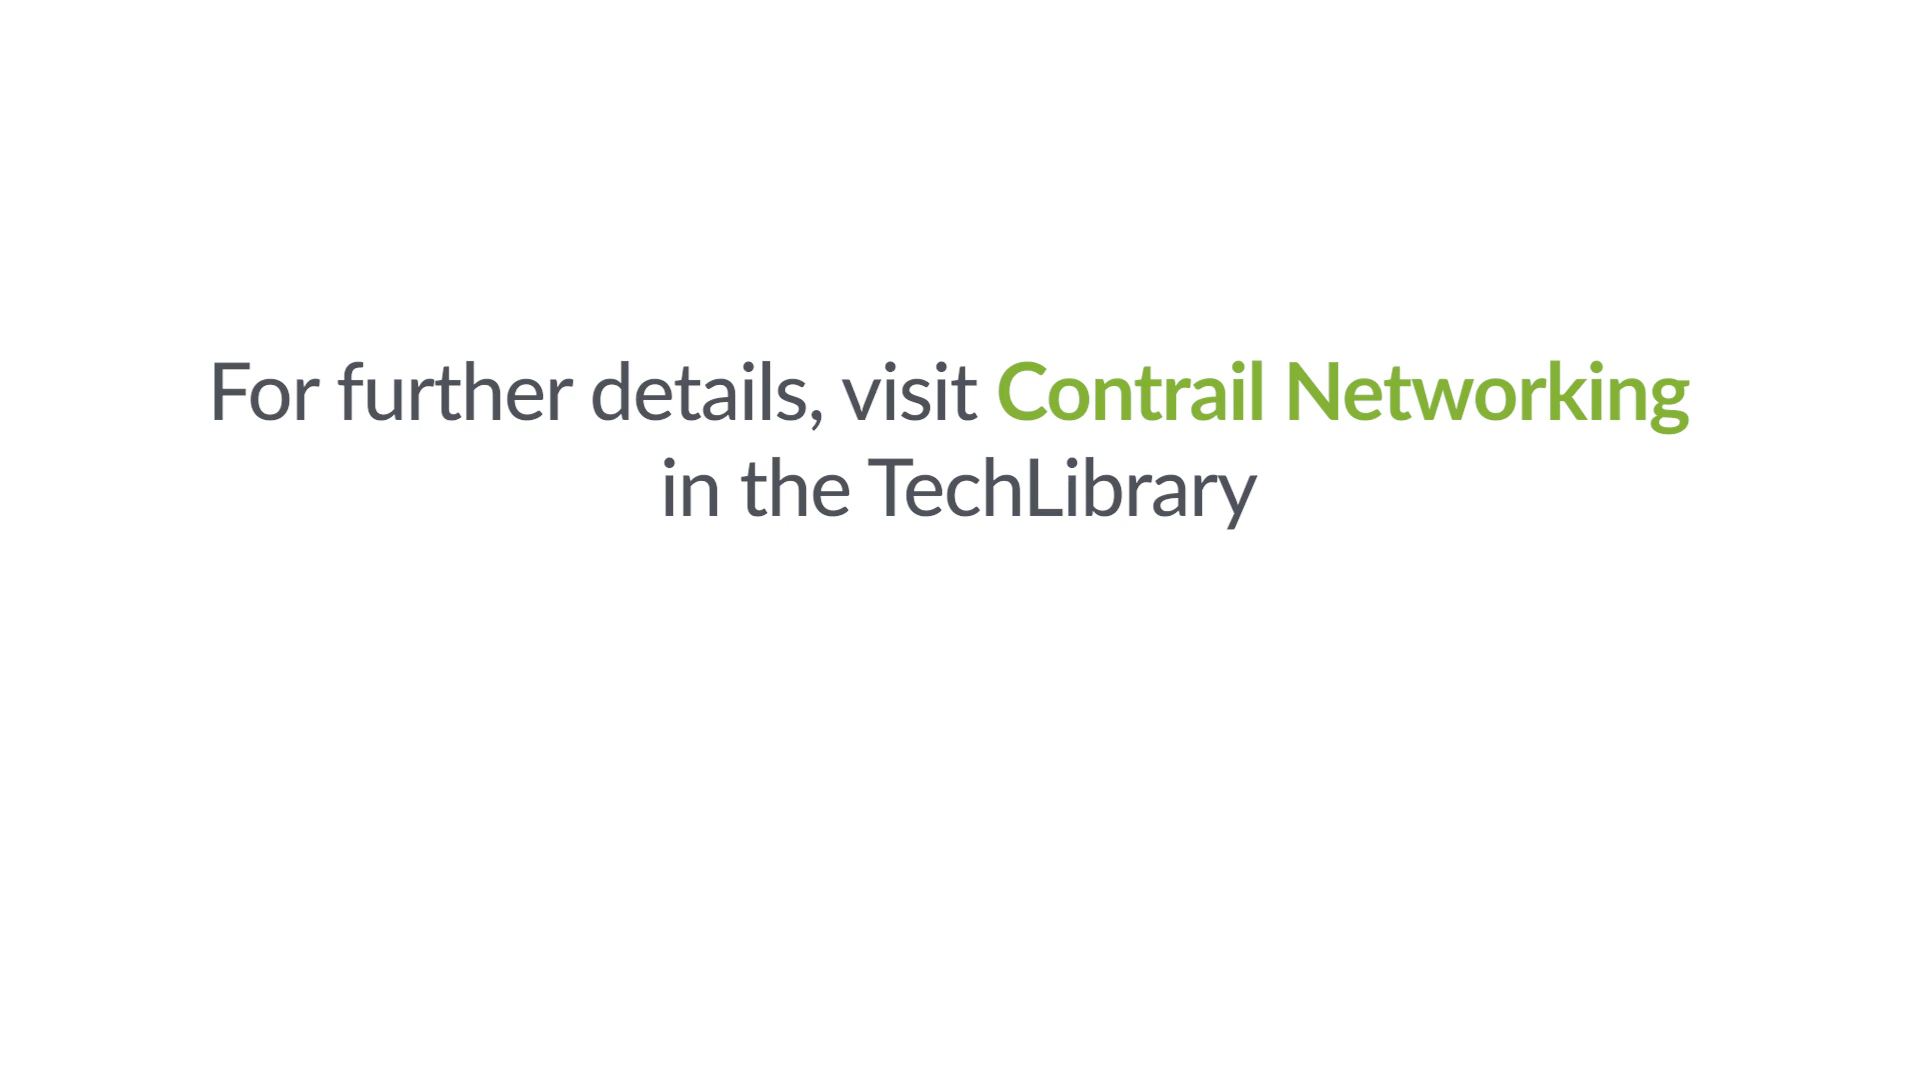 For further details, visit Contrail Networking
in the TechLibrary